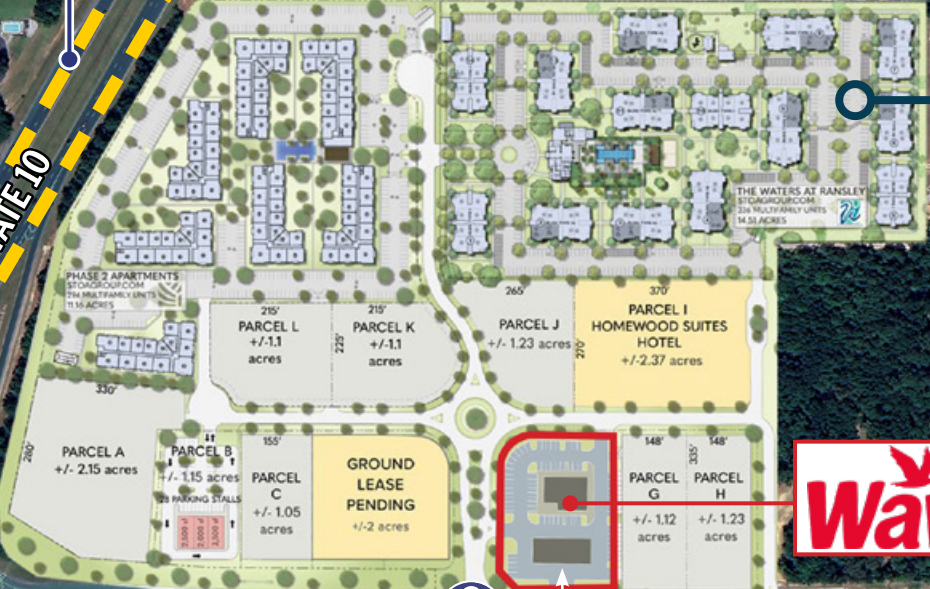 ATE 10
THE WATERS AT RANSLEY
STOAGROUP.COM
336 MULTIFAMILY UNITS
14.51 ACRES
PHASE 2 APARTMENTS
STOAGROUP.COM
294 MULTIFAMILY UNITS
11.16 ACRES
215'
PARCEL L
+/-1.1
acres
225'
215'
PARCEL K
+/-1.1
acres
265'
PARCEL J
+/- 1.23 acres
270'
370'
PARCEL I
HOMEWOOD SUITES
HOTEL
+/-2.37 acres
330'
280'
PARCEL A
+/- 2.15 acres
PARCEL B
+/- 1.15 acres
28 PARKING STALLS
155'
PARCEL
C
+/- 1.05
acres
GROUND
LEASE
PENDING
+/-2 acres
148'
PARCEL
G
+/- 1.12
acres
335'
148'
PARCEL
H
+/- 1.23
acres
Wa